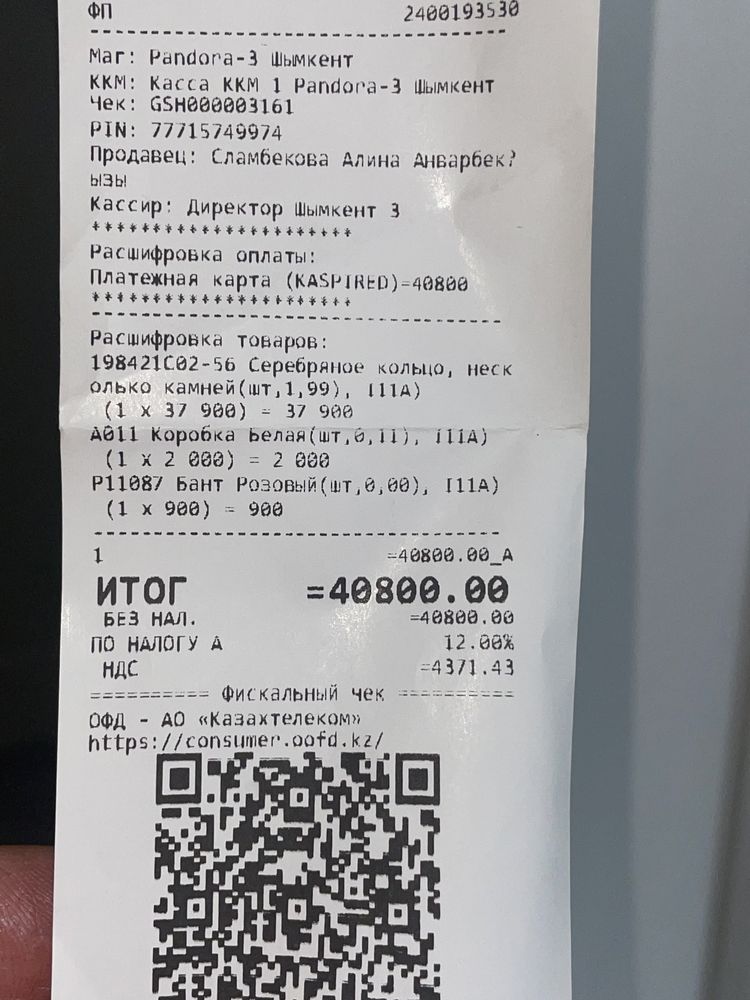 ФП 2400193530
--------------------------------
Маг: Pandora-3 Шымкент
ККМ: Касса ККМ 1 Pandora-3 Шымкент
Чек: GSH000003161
PIN: 77715749974
Продавец: Сламбекова Алина Анварбек?
ызы
Кассир: Директор Шымкент 3
**********************
Расшифровка оплаты:
Платежная карта (KASPIRED)=40800
**********************
--------------------------------
Расшифровка товаров:
198421C02-56 Серебряное кольцо, неск
олько камней(шт,1,99), I11A)
(1 x 37 900) = 37 900
A011 Коробка Белая(шт,0,11), I11A)
(1 x 2 000) = 2 000
P11087 Бант Розовый(шт,0,00), I11A)
(1 x 900) = 900
--------------------------------
1 =40800.00_A
ИТОГ =40800.00
БЕЗ НАЛ. =40800.00
ПО НАЛОГУ А 12.00%
НДС =4371.43
========== Фискальный чек ==========
ОФД - АО «Казахтелеком»
https://consumer.oofd.kz/